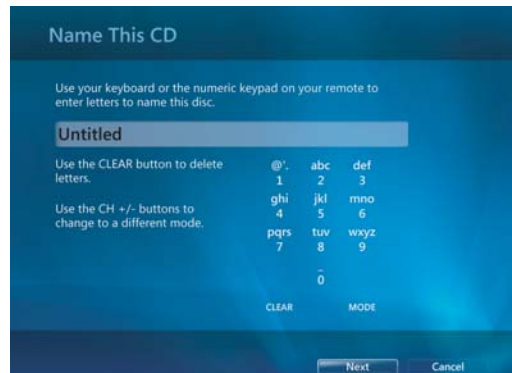 Name This CD
Use your keyboard or the numeric keypad on your remote to
enter letters to name this disc.
Untitled
Use the CLEAR button to delete
letters.
Use the CH +/- buttons to
change to a different mode.
@'. abc def
1 2 3
ghi jkl mno
4 5 6
pqrs tuv wxyz
7 8 9
_
0
CLEAR MODE
Next Cancel